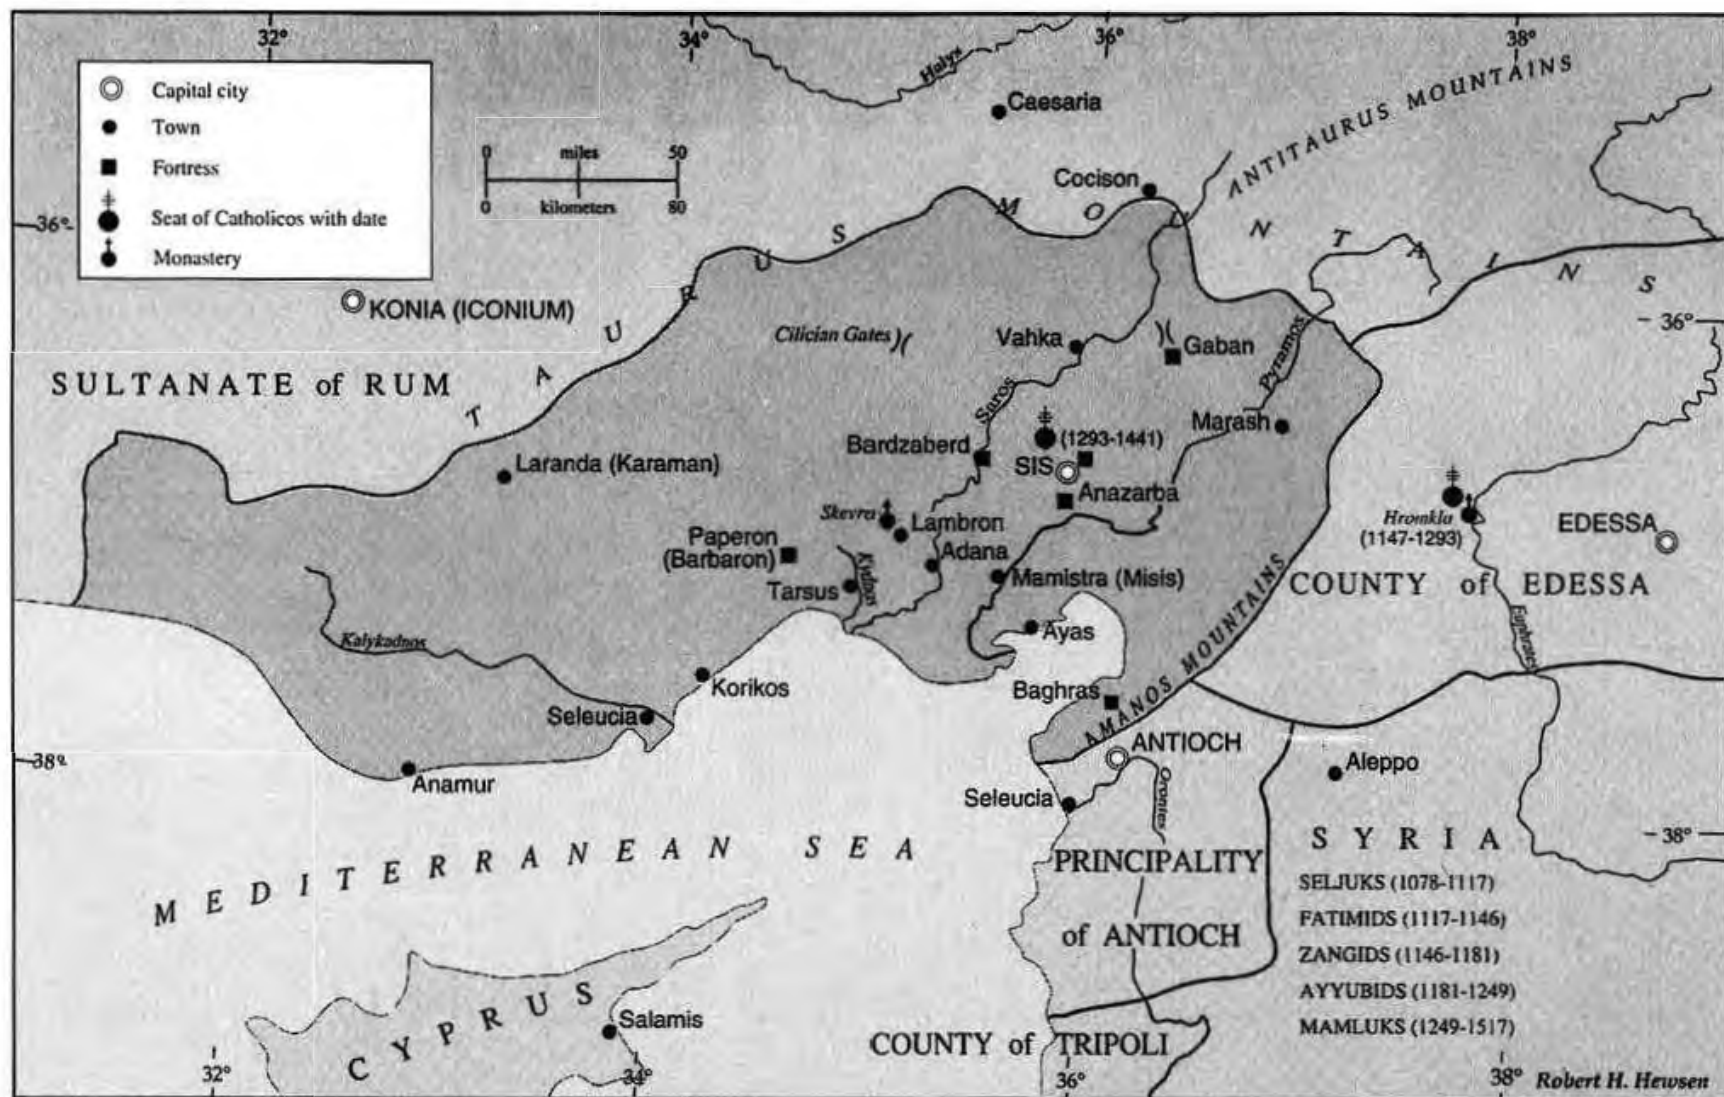 32°
34°
36°
38°
Capital city
Town
Fortress
Seat of Catholicos with date
Monastery
0 miles 50
0 kilometers 80
Halys
Caesaria
Cocison
ANTITAURUS MOUNTAINS
36°
KONIA (ICONIUM)
TAURUS MOUNTAINS
Cilician Gates
Vahka
Gaban
Pyramos
36°
SULTANATE of RUM
Saros
Marash
Bardzaberd
(1293-1441)
SIS
Laranda (Karaman)
Anazarba
Skevra
Lambron
Hromkla
(1147-1293)
EDESSA
Paperon
(Barbaron)
Adana
Tarsus
Kydnos
Mamistra (Misis)
COUNTY of EDESSA
Euphrates
Ayas
AMANOS MOUNTAINS
Kalykadnos
Korikos
Baghras
Seleucia
38°
Anamur
ANTIOCH
Aleppo
Seleucia
Orontes
MEDITERRANEAN SEA
PRINCIPALITY
of ANTIOCH
SYRIA
38°
SELJUKS (1078-1117)
FATIMIDS (1117-1146)
ZANGIDS (1146-1181)
AYYUBIDS (1181-1249)
MAMLUKS (1249-1517)
CYPRUS
Salamis
COUNTY of TRIPOLI
32°
34°
36°
38°
Robert H. Hewsen